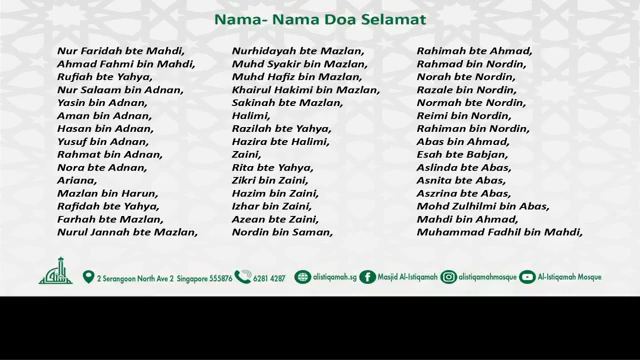 Nama- Nama Doa Selamat
Nur Faridah bte Mahdi,
Ahmad Fahmi bin Mahdi,
Rufiah bte Yahya,
Nur Salaam bin Adnan,
Yasin bin Adnan,
Aman bin Adnan,
Hasan bin Adnan,
Yusuf bin Adnan,
Rahmat bin Adnan,
Nora bte Adnan,
Ariana,
Mazlan bin Harun,
Rafidah bte Yahya,
Farhah bte Mazlan,
Nurul Jannah bte Mazlan,
Nurhidayah bte Mazlan,
Muhd Syakir bin Mazlan,
Muhd Hafiz bin Mazlan,
Khairul Hakimi bin Mazlan,
Sakinah bte Mazlan,
Halimi,
Razilah bte Yahya,
Hazira bte Halimi,
Zaini,
Rita bte Yahya,
Zikri bin Zaini,
Hazim bin Zaini,
Izhar bin Zaini,
Azean bte Zaini,
Nordin bin Saman,
Rahimah bte Ahmad,
Rahmad bin Nordin,
Norah bte Nordin,
Razale bin Nordin,
Normah bte Nordin,
Reimi bin Nordin,
Rahiman bin Nordin,
Abas bin Ahmad,
Esah bte Babjan,
Aslinda bte Abas,
Asnita bte Abas,
Aszrina bte Abas,
Mohd Zulhilmi bin Abas,
Mahdi bin Ahmad,
Muhammad Fadhil bin Mahdi,
2 Serangoon North Ave 2 Singapore 555876
6281 4287
alistiqamah.sg
Masjid Al-Istiqamah
alistiqamahmosque
Al-Istiqamah Mosque